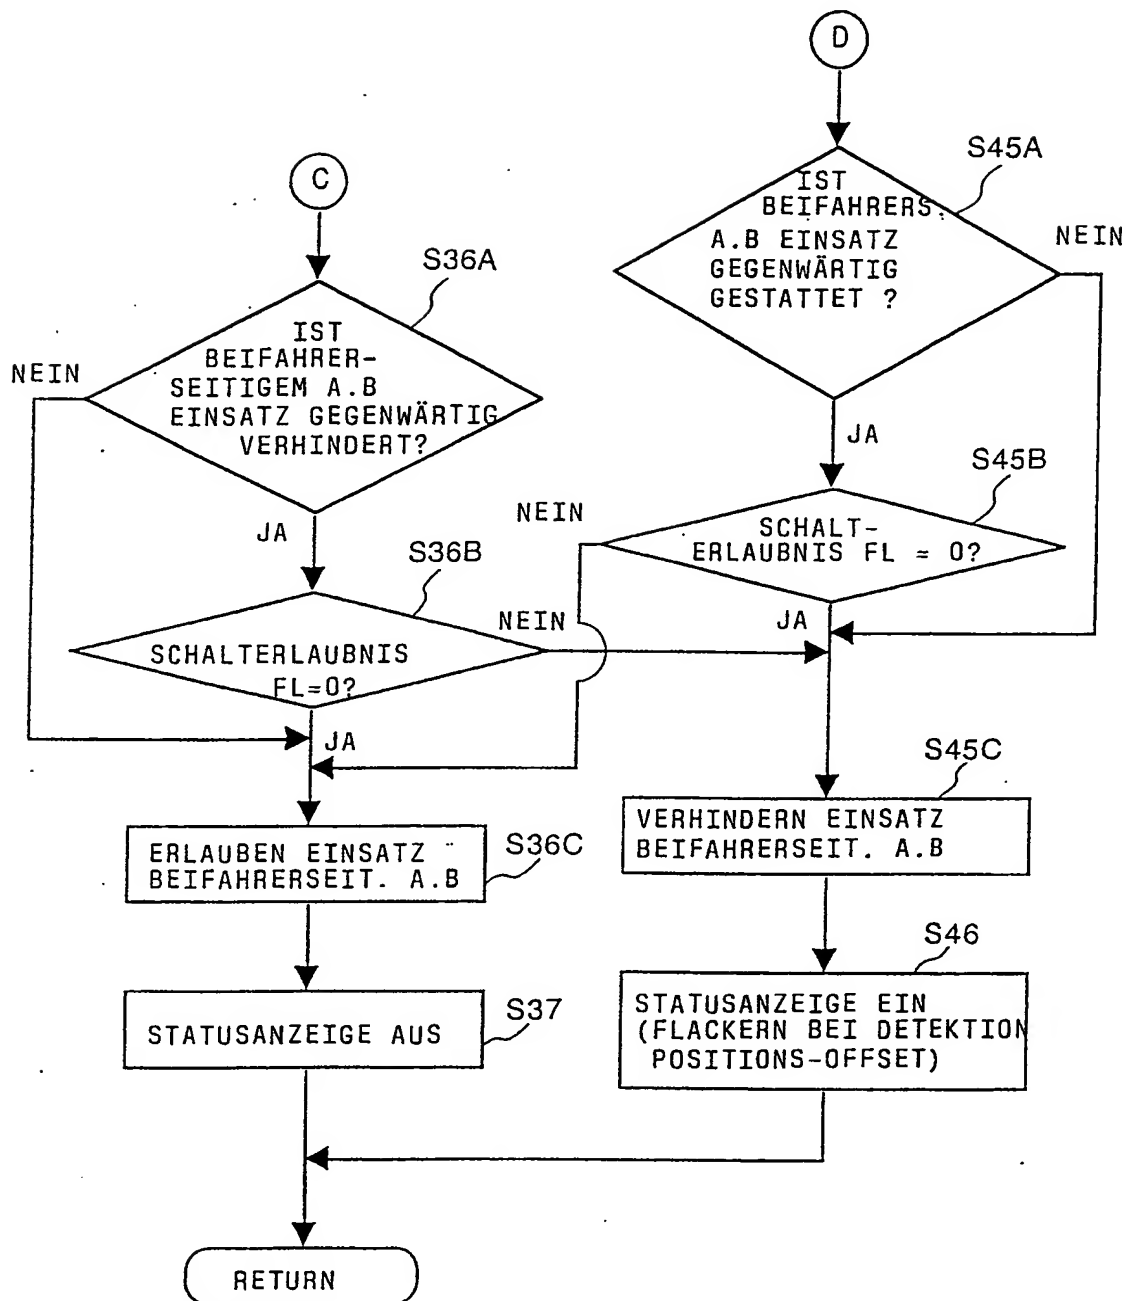 D
S45A
IST
BEIFAHRERS.
A.B EINSATZ
GEGENWÄRTIG
GESTATTET ?
NEIN
C
S36A
IST
BEIFAHRER-
SEITIGEM A.B
EINSATZ GEGENWÄRTIG
VERHINDERT?
NEIN
JA
JA
S45B
NEIN
SCHALT-
ERLAUBNIS FL = 0?
JA
S36B
NEIN
SCHALTERLAUBNIS
FL=0?
JA
S45C
VERHINDERN EINSATZ
BEIFAHRERSEIT. A.B
ERLAUBEN EINSATZ
BEIFAHRERSEIT. A.B
S36C
S46
STATUSANZEIGE EIN
(FLACKERN BEI DETEKTION
POSITIONS-OFFSET)
STATUSANZEIGE AUS
S37
RETURN